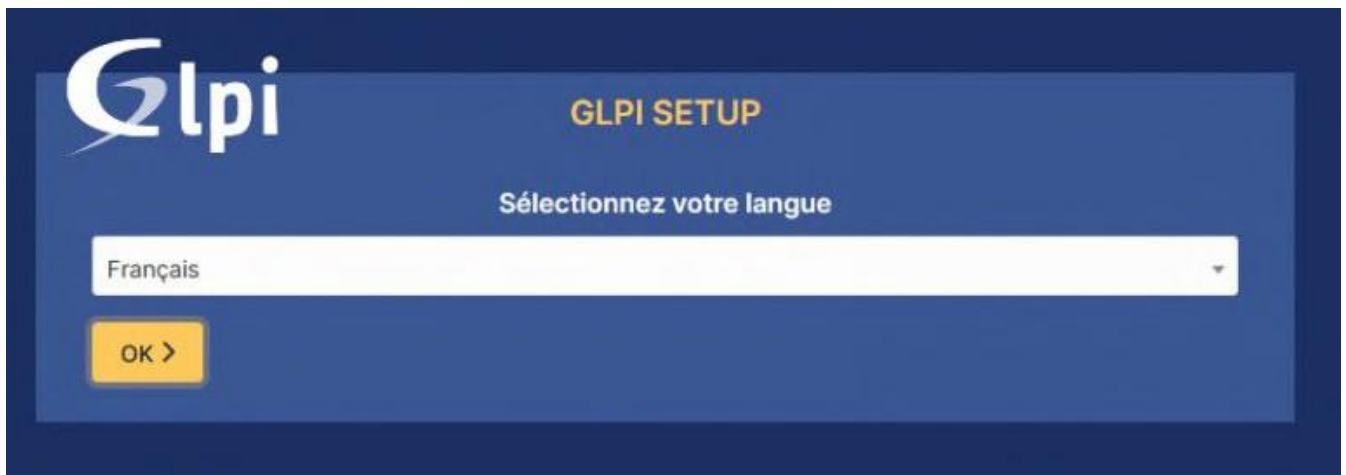 Glpi
GLPI SETUP
Sélectionnez votre langue
Français
OK >